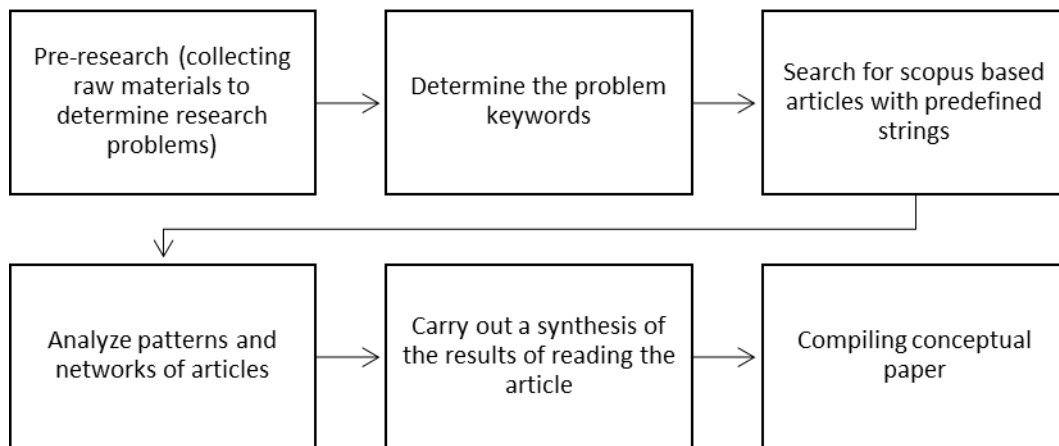 Pre-research (collecting
raw materials to
determine research
problems)
Determine the problem
keywords
Search for scopus based
articles with predefined
strings
Analyze patterns and
networks of articles
Carry out a synthesis of
the results of reading the
article
Compiling conceptual
paper